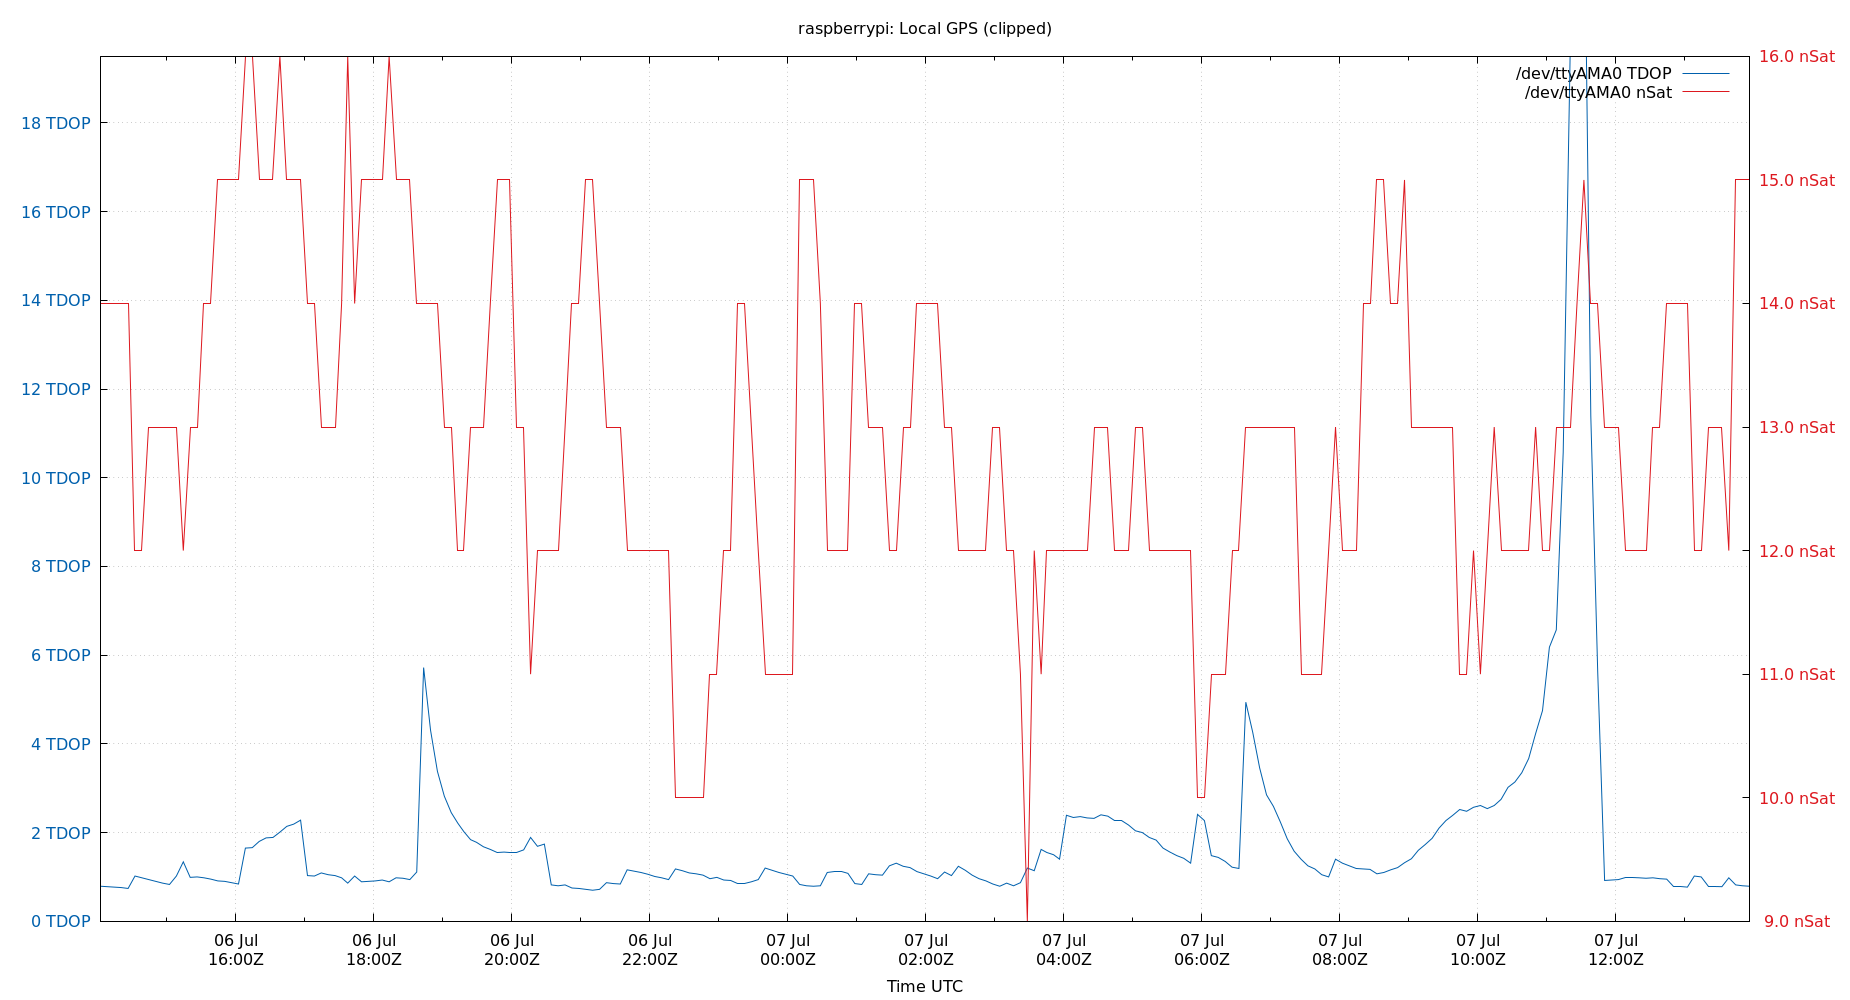 raspberrypi: Local GPS (clipped)
16.0 nSat
/dev/ttyAMA0 TDOP
/dev/ttyAMA0 nSat
18 TDOP
15.0 nSat
16 TDOP
14 TDOP
14.0 nSat
12 TDOP
13.0 nSat
10 TDOP
12.0 nSat
8 TDOP
6 TDOP
11.0 nSat
4 TDOP
10.0 nSat
2 TDOP
0 TDOP
9.0 nSat
06 Jul 06 Jul 06 Jul 06 Jul 07 Jul 07 Jul 07 Jul 07 Jul 07 Jul 07 Jul 07 Jul
16:00Z 18:00Z 20:00Z 22:00Z 00:00Z 02:00Z 04:00Z 06:00Z 08:00Z 10:00Z 12:00Z
Time UTC